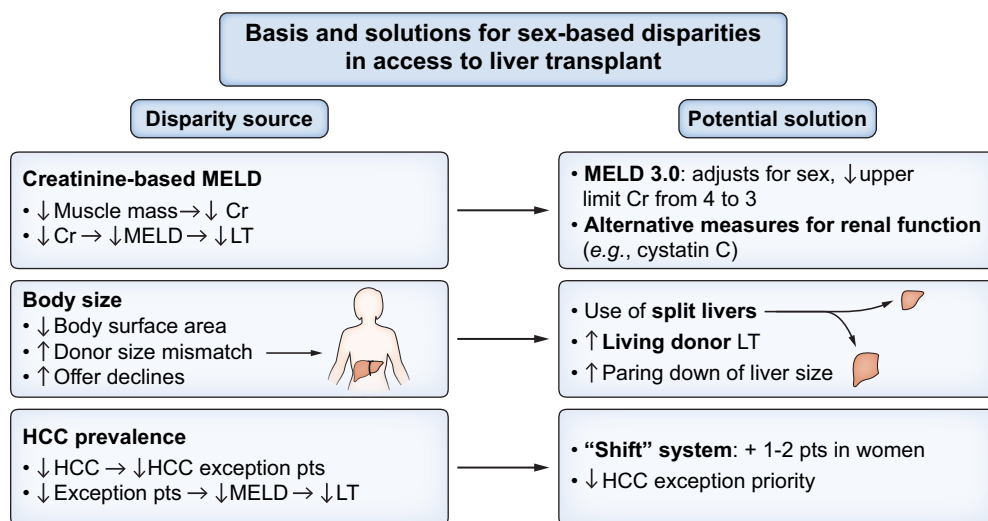 Basis and solutions for sex-based disparities
in access to liver transplant
Disparity source
Potential solution
Creatinine-based MELD
• ↓Muscle mass→↓ Cr
• ↓Cr → ↓MELD → ↓LT
• MELD 3.0: adjusts for sex, ↓upper
limit Cr from 4 to 3
• Alternative measures for renal function
(e.g., cystatin C)
Body size
• ↓Body surface area
• ↑Donor size mismatch
• ↑Offer declines
• Use of split livers
• ↑Living donor LT
• ↑Paring down of liver size
HCC prevalence
• ↓HCC → ↓HCC exception pts
• ↓Exception pts → ↓MELD → ↓LT
• “Shift” system: + 1-2 pts in women
• ↓HCC exception priority